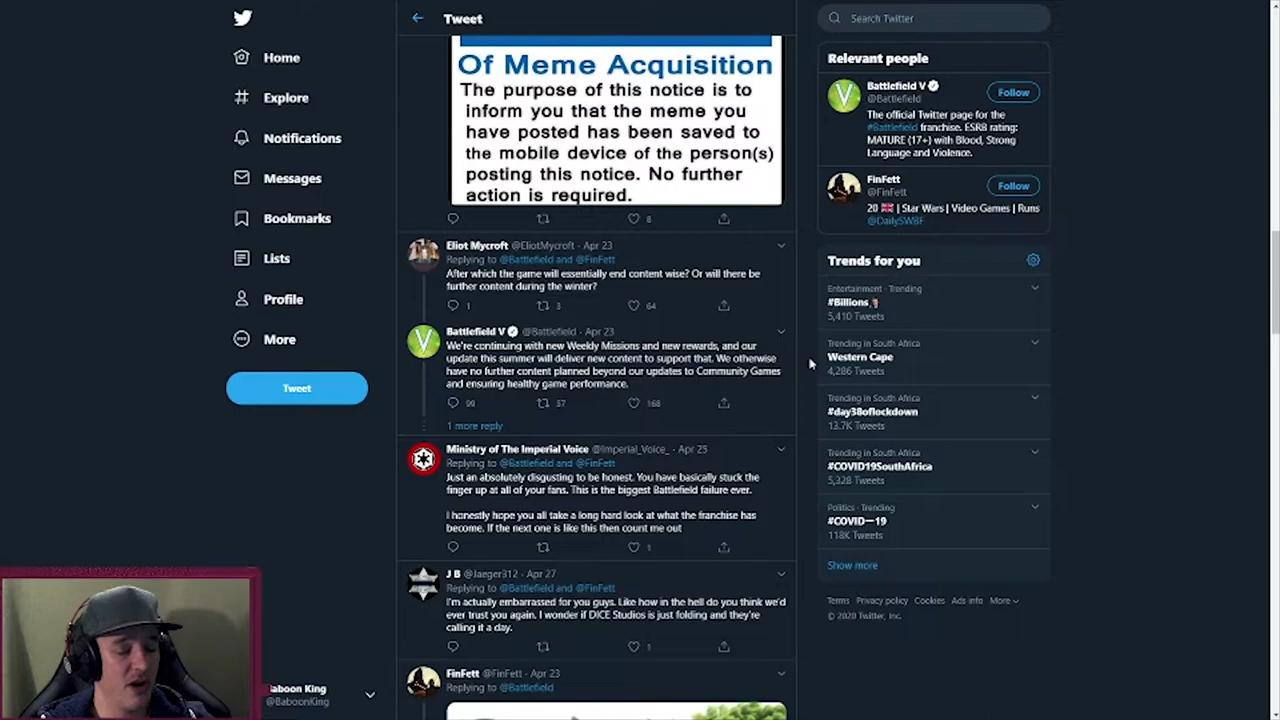 Home
Explore
Notifications
Messages
Bookmarks
Lists
Profile
More
Tweet
Baboon King
@BaboonKing
Tweet
Of Meme Acquisition
The purpose of this notice is to
inform you that the meme you
have posted has been saved to
the mobile device of the person(s)
posting this notice. No further
action is required.
8
Eliot Mycroft @EliotMycroft · Apr 23
Replying to @Battlefield and @FinFett
After which the game will essentially end content wise? Or will there be
further content during the winter?
1 3 64
Battlefield V @Battlefield · Apr 23
We're continuing with new Weekly Missions and new rewards, and our
update this summer will deliver new content to support that. We otherwise
have no further content planned beyond our updates to Community Games
and ensuring healthy game performance.
99 57 168
1 more reply
Ministry of The Imperial Voice @Imperial_Voice_ · Apr 25
Replying to @Battlefield and @FinFett
Just an absolutely disgusting to be honest. You have basically stuck the
finger up at all of your fans. This is the biggest Battlefield failure ever.
I honestly hope you all take a long hard look at what the franchise has
become. If the next one is like this then count me out
1
J B @Jaeger312 · Apr 27
Replying to @Battlefield and @FinFett
I'm actually embarrassed for you guys. Like how in the hell do you think we'd
ever trust you again. I wonder if DICE Studios is just folding and they're
calling it a day.
1
FinFett @FinFett · Apr 23
Replying to @Battlefield
Search Twitter
Relevant people
Battlefield V
@Battlefield
Follow
The official Twitter page for the
#Battlefield franchise. ESRB rating:
MATURE (17+) with Blood, Strong
Language and Violence.
FinFett
@FinFett
Follow
20 | Star Wars | Video Games | Runs
@DailySWBF
Trends for you
Entertainment · Trending
#Billions
5,410 Tweets
Trending in South Africa
Western Cape
4,286 Tweets
Trending in South Africa
#day38oflockdown
13.7K Tweets
Trending in South Africa
#COVID19SouthAfrica
5,328 Tweets
Politics · Trending
#COVID—19
118K Tweets
Show more
Terms Privacy policy Cookies Ads info More
© 2020 Twitter, Inc.